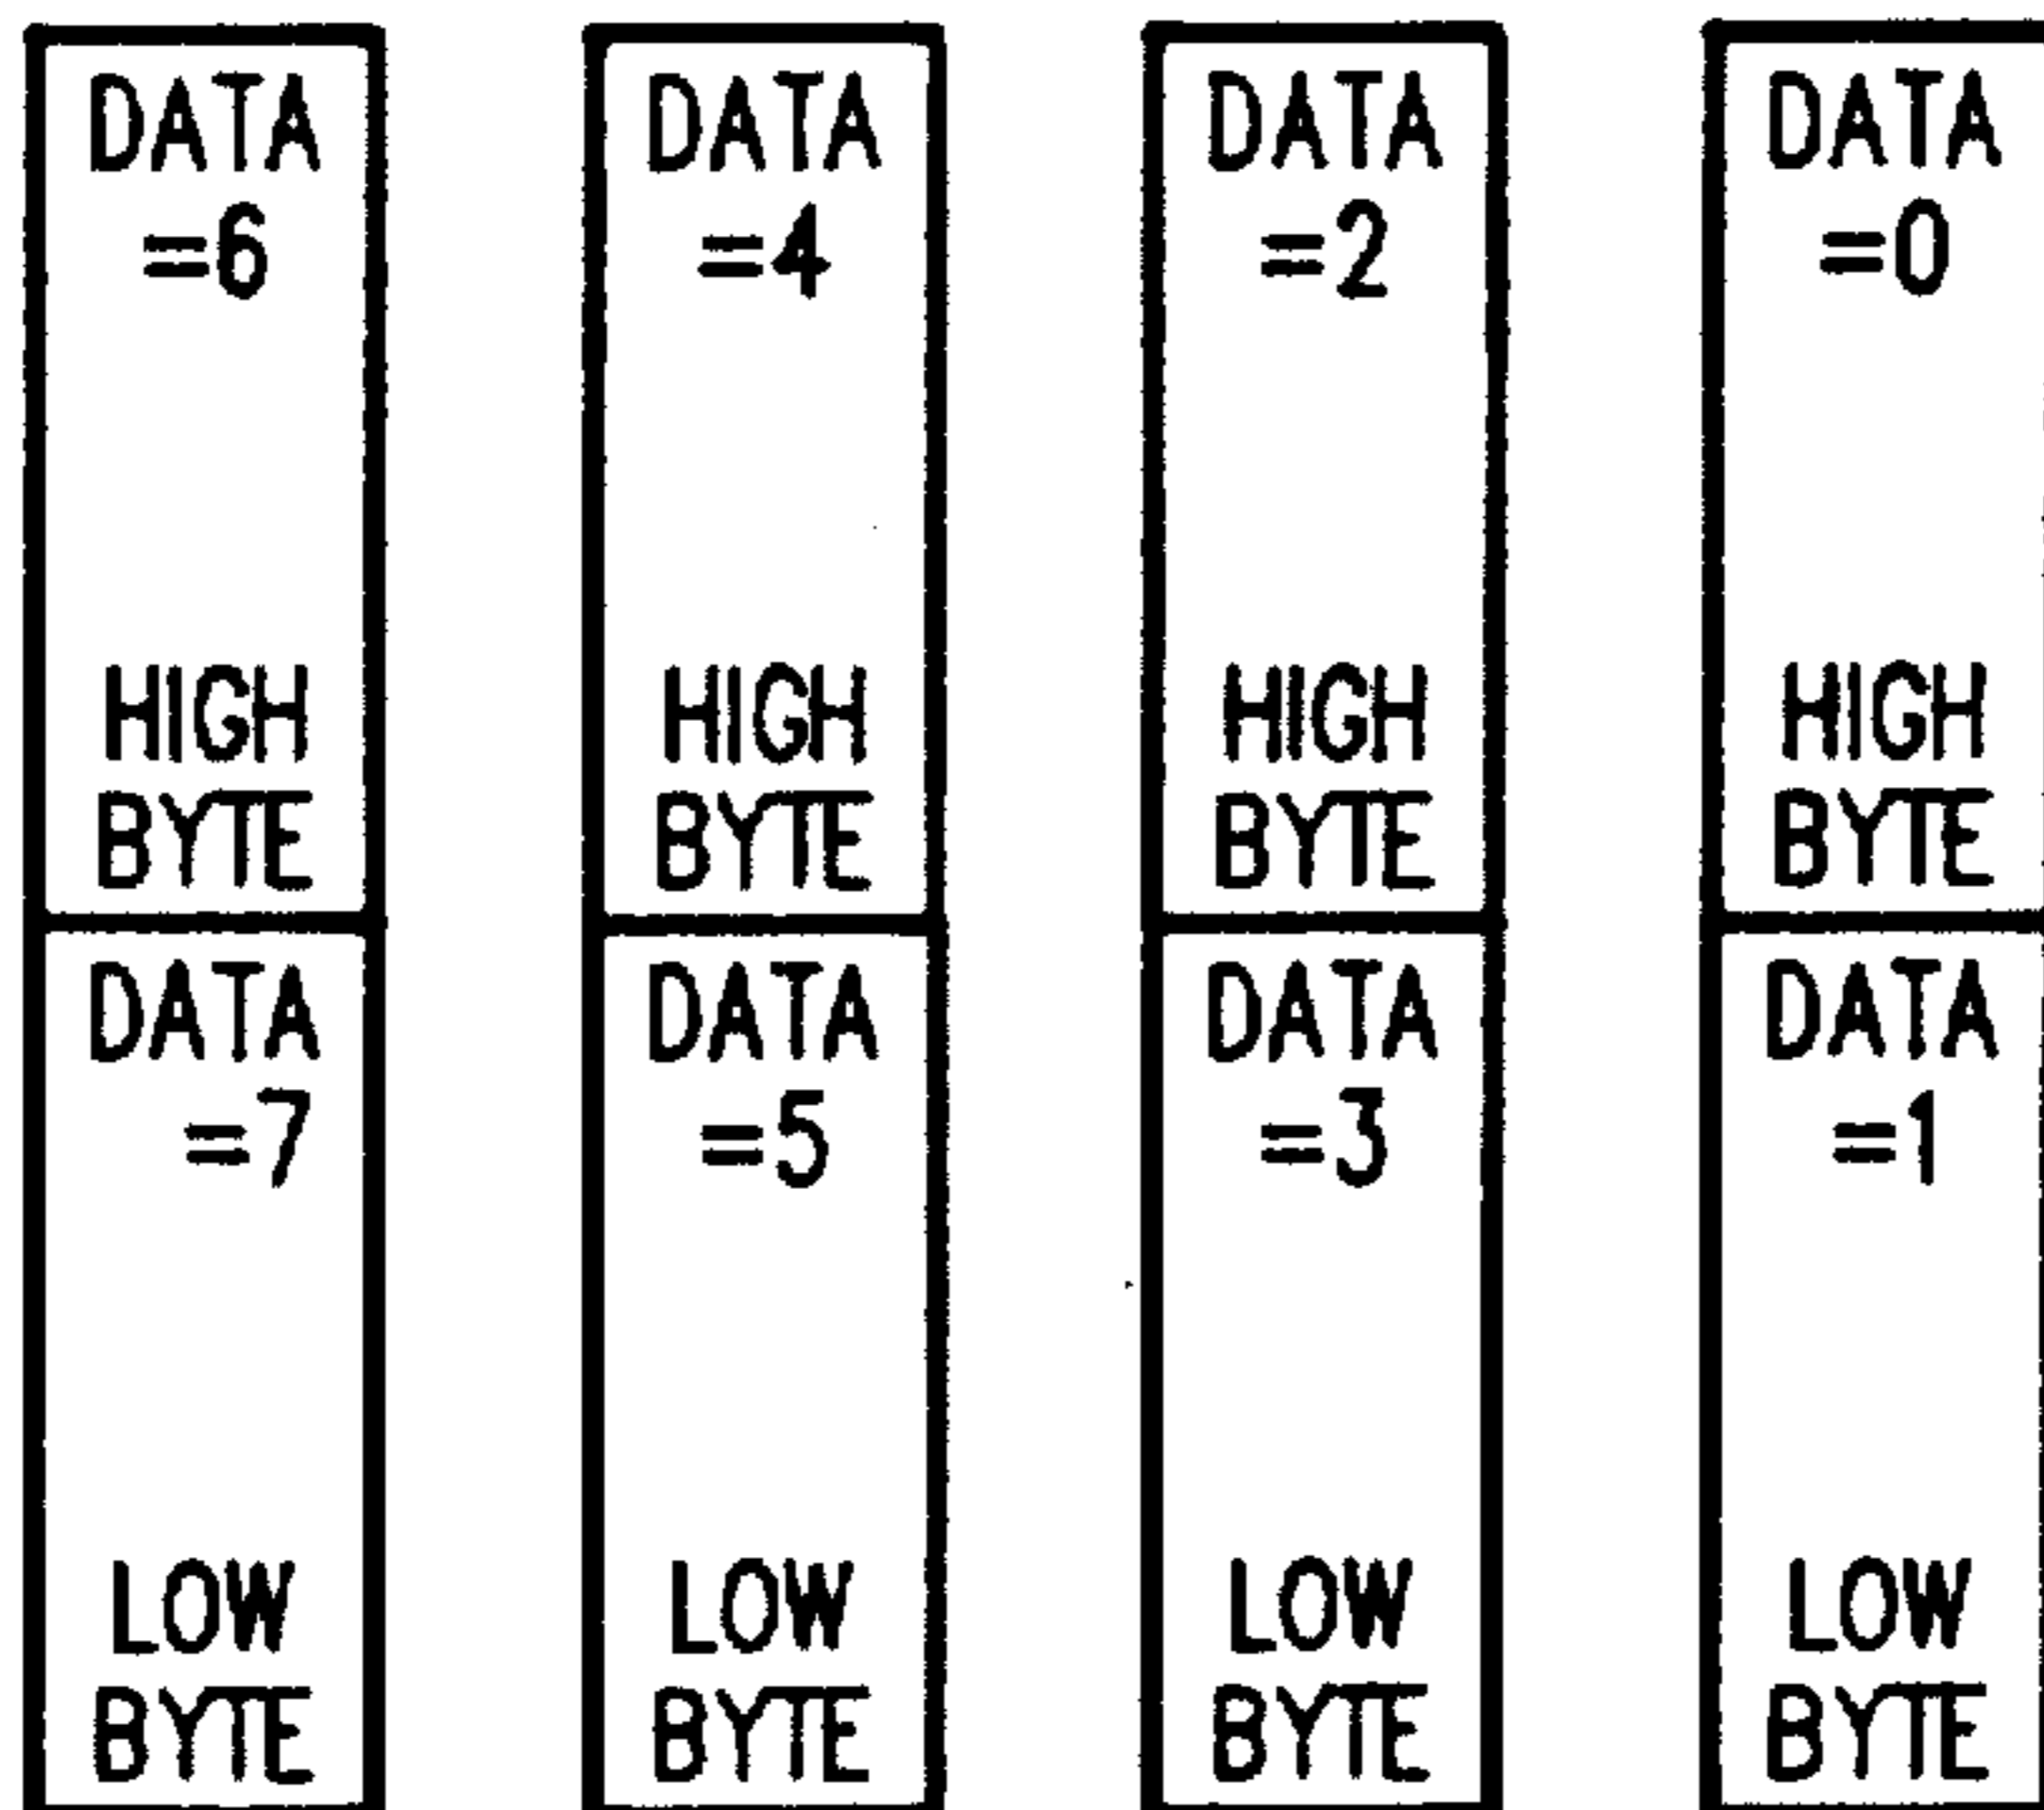 DATA
=6
HIGH
BYTE
DATA
=7
LOW
BYTE
DATA
=4
HIGH
BYTE
DATA
=5
LOW
BYTE
DATA
=2
HIGH
BYTE
DATA
=3
LOW
BYTE
DATA
=0
HIGH
BYTE
DATA
=1
LOW
BYTE